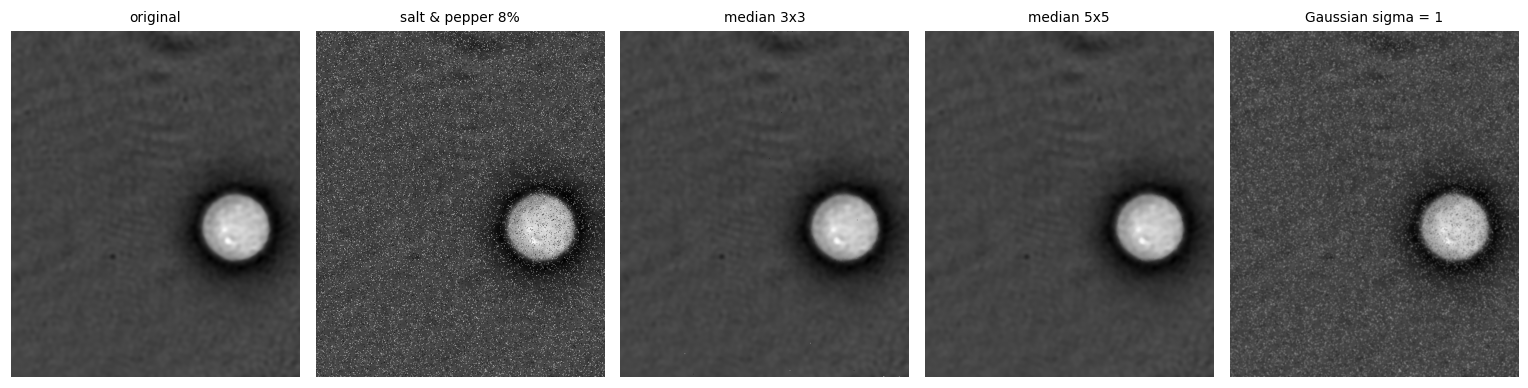 original
salt & pepper 8%
median 3x3
median 5x5
Gaussian sigma = 1